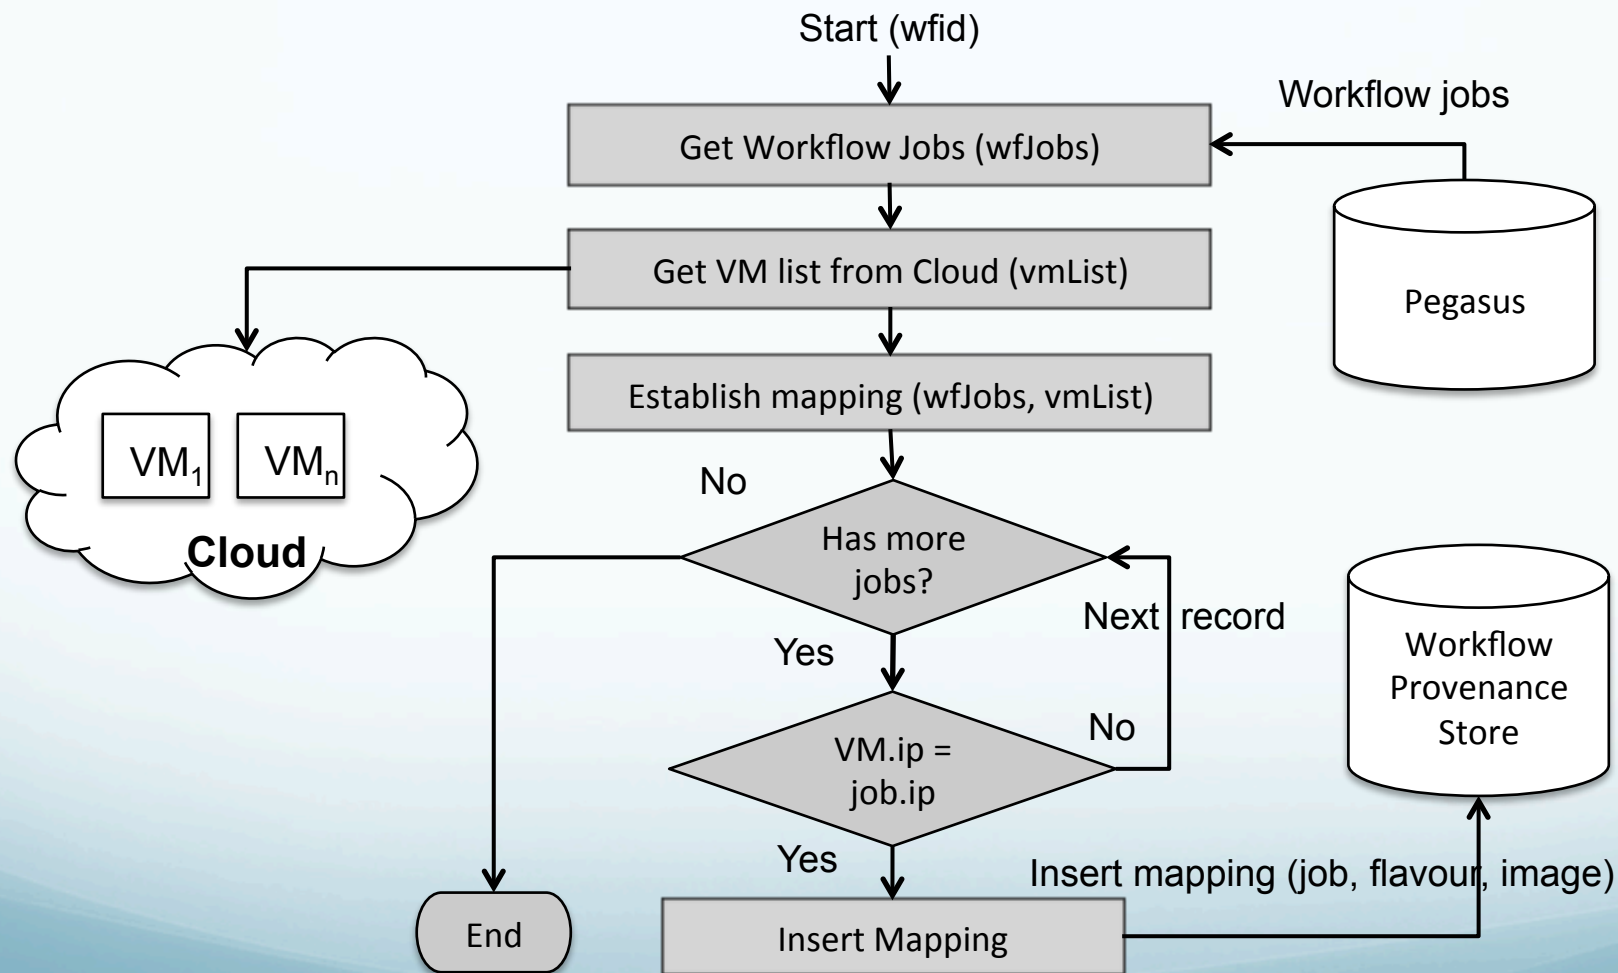 Start (wfid)
Workflow jobs
Get Workflow Jobs (wfJobs)
Get VM list from Cloud (vmList)
Pegasus
Establish mapping (wfJobs, vmList)
VM1
VMn
Cloud
No
Has more
jobs?
Next record
Yes
Workflow
Provenance
Store
No
VM.ip =
job.ip
Yes
Insert mapping (job, flavour, image)
End
Insert Mapping